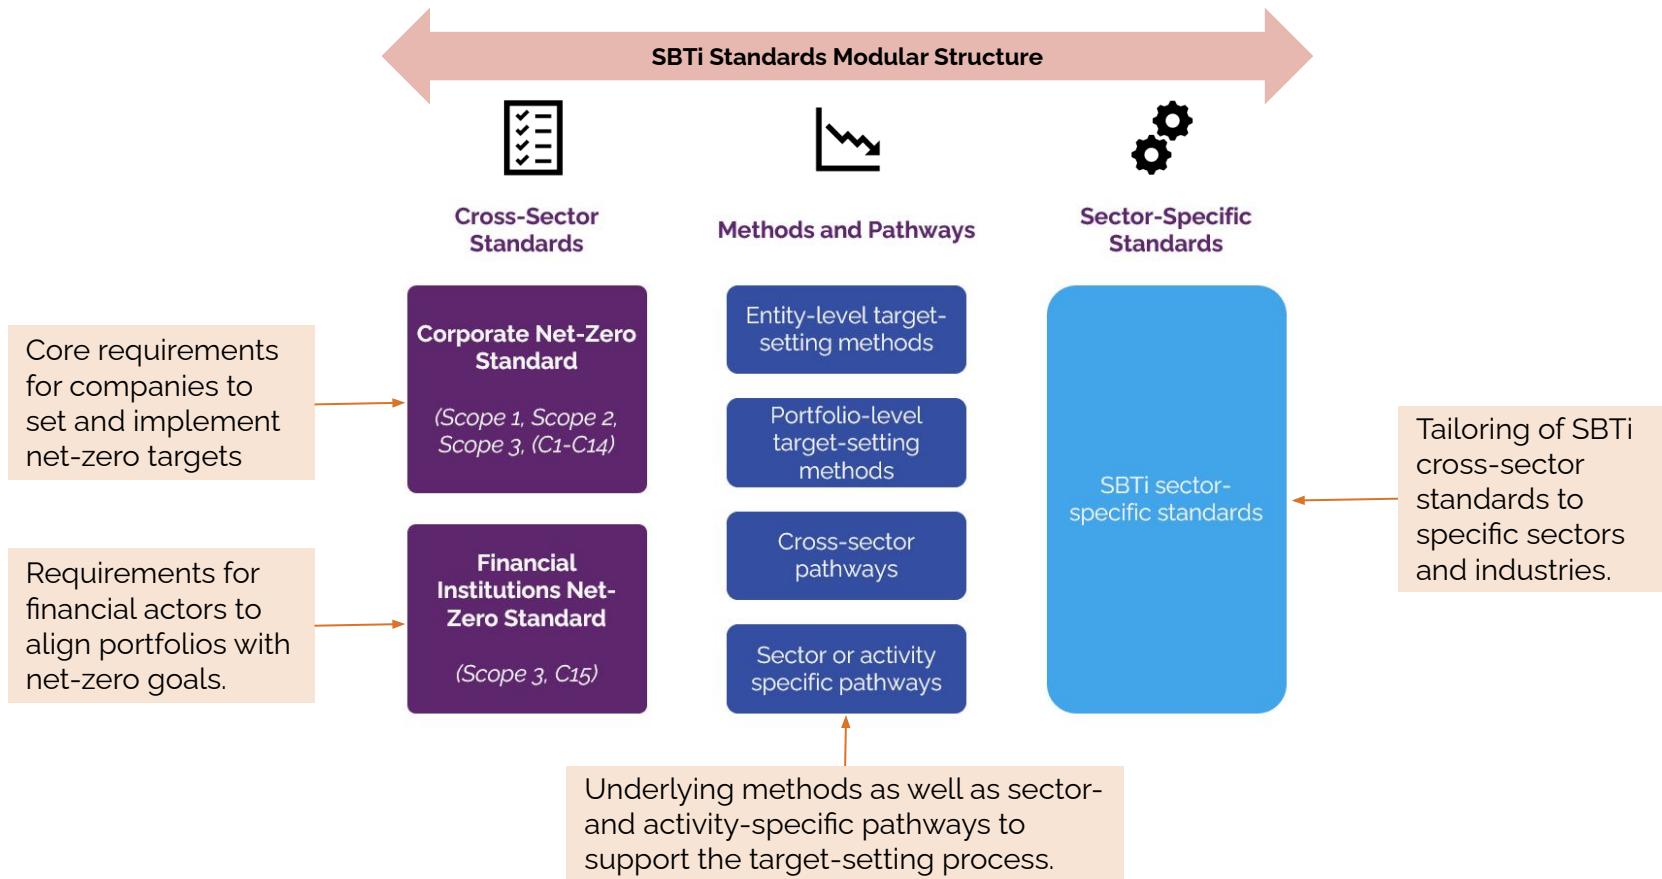 SBTi Standards Modular Structure
Cross-Sector
Standards
Methods and Pathways
Sector-Specific
Standards
Core requirements
for companies to
set and implement
net-zero targets
Corporate Net-Zero
Standard
(Scope 1, Scope 2,
Scope 3, (C1-C14)
Requirements for
financial actors to
align portfolios with
net-zero goals.
Financial
Institutions Net-
Zero Standard
(Scope 3, C15)
Entity-level target-
setting methods
Portfolio-level
target-setting
methods
Cross-sector
pathways
Sector or activity
specific pathways
Underlying methods as well as sector-
and activity-specific pathways to
support the target-setting process.
SBTi sector-
specific standards
Tailoring of SBTi
cross-sector
standards to
specific sectors
and industries.